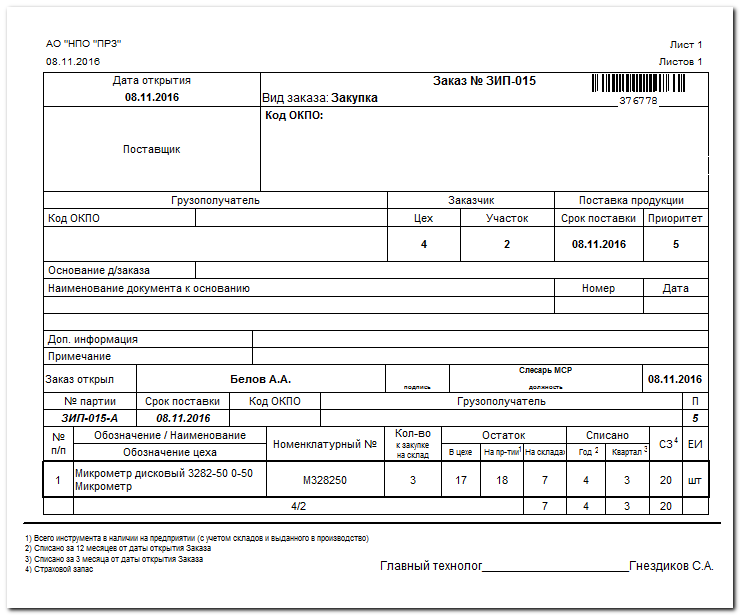 АО "НПО "ПРЗ"
Лист 1
08.11.2016
Листов 1
Дата открытия
08.11.2016
Заказ № ЗИП-015
Вид заказа: Закупка
376778
Поставщик
Код ОКПО:
Грузополучатель
Заказчик
Поставка продукции
Код ОКПО
Цех
Участок
Срок поставки
Приоритет
4
2
08.11.2016
5
Основание д/заказа
Наименование документа к основанию
Номер
Дата
Доп. информация
Примечание
Заказ открыл
Белов А.А.
подпись
Слесарь МСР
должность
08.11.2016
№ партии
Срок поставки
Код ОКПО
Грузополучатель
П
ЗИП-015-А
08.11.2016
5
№ п/п
Обозначение / Наименование
Обозначение цеха
Номенклатурный №
Кол-во
к закупке
на склад
Остаток
В цехе
На пр-тии1
На складах
Списано
Год 2
Квартал 3
СЗ 4
ЕИ
1
Микрометр дисковый 3282-50 0-50
Микрометр
М328250
3
17
18
7
4
3
20
шт
4/2
7
4
3
20
1) Всего инструмента в наличии на предприятии (с учетом складов и выданного в производство)
2) Списано за 12 месяцев от даты открытия Заказа
3) Списано за 3 месяца от даты открытия Заказа
4) Страховой запас
Главный технолог_____________________Гнездиков С.А.